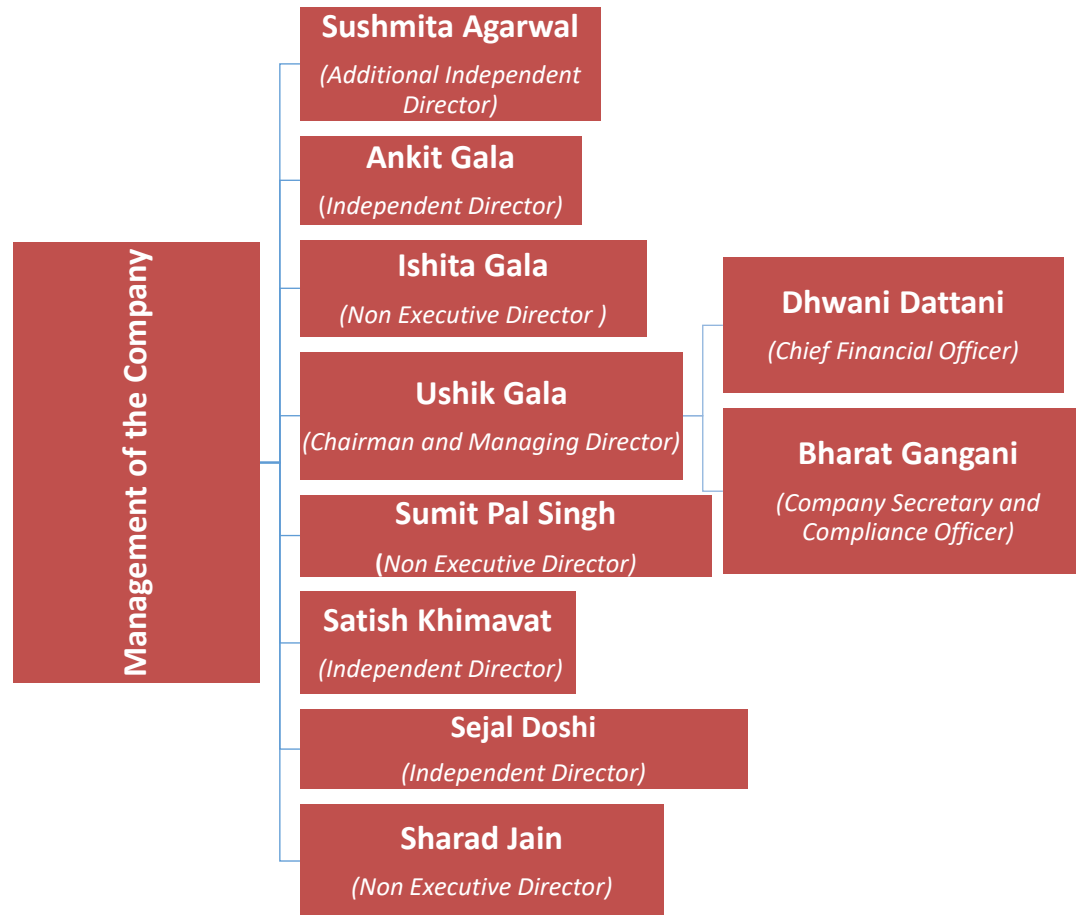 Management of the Company
Sushmita Agarwal
(Additional Independent
Director)
Ankit Gala
(Independent Director)
Ishita Gala
(Non Executive Director )
Ushik Gala
(Chairman and Managing Director)
Dhwani Dattani
(Chief Financial Officer)
Bharat Gangani
(Company Secretary and
Compliance Officer)
Sumit Pal Singh
(Non Executive Director)
Satish Khimavat
(Independent Director)
Sejal Doshi
(Independent Director)
Sharad Jain
(Non Executive Director)